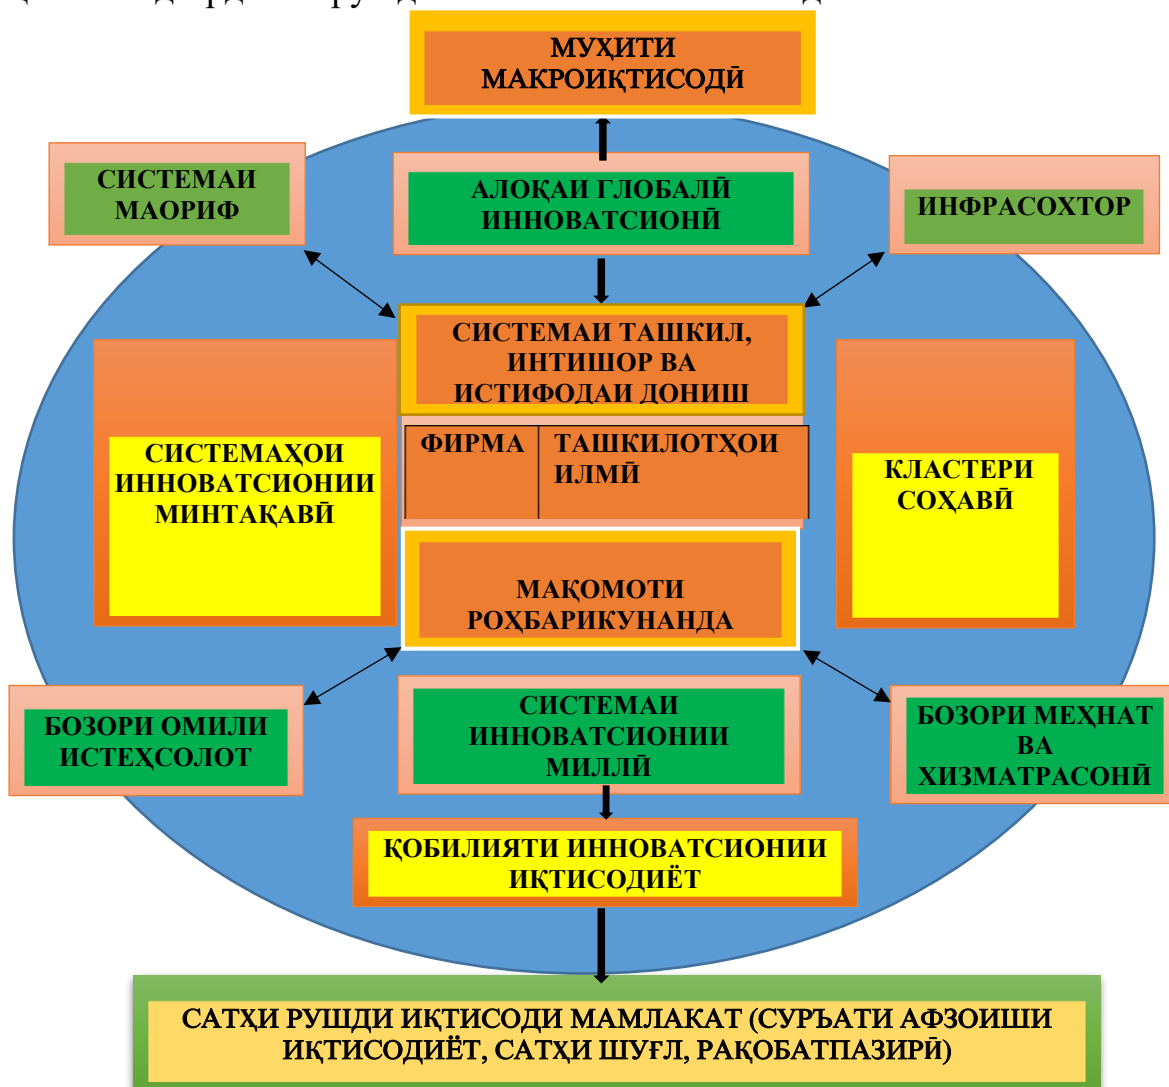 МУҲИТИ
МАКРОИҚТИСОДӢ
СИСТЕМАИ
МАОРИФ
АЛОҚАИ ГЛОБАЛӢ
ИННОВАТСИОНӢ
ИНФРАСОХТОР
СИСТЕМАИ ТАШКИЛ,
ИНТИШОР ВА
ИСТИФОДАИ ДОНИШ
ФИРМА
ТАШКИЛОТҲОИ
ИЛМӢ
СИСТЕМАҲОИ
ИННОВАТСИОНИИ
МИНТАҚАВӢ
КЛАСТЕРИ
СОҲАВӢ
МАҚОМОТИ
РОҲБАРИКУНАНДА
БОЗОРИ ОМИЛИ
ИСТЕҲСОЛОТ
СИСТЕМАИ
ИННОВАТСИОНИИ
МИЛЛӢ
БОЗОРИ МЕҲНАТ
ВА
ХИЗМАТРАСОНӢ
ҚОБИЛИЯТИ ИННОВАТСИОНИИ
ИҚТИСОДИЁТ
САТҲИ РУШДИ ИҚТИСОДИ МАМЛАКАТ (СУРЪАТИ АФЗОИШИ
ИҚТИСОДИЁТ, САТҲИ ШУҒЛ, РАҚОБАТПАЗИРӢ)